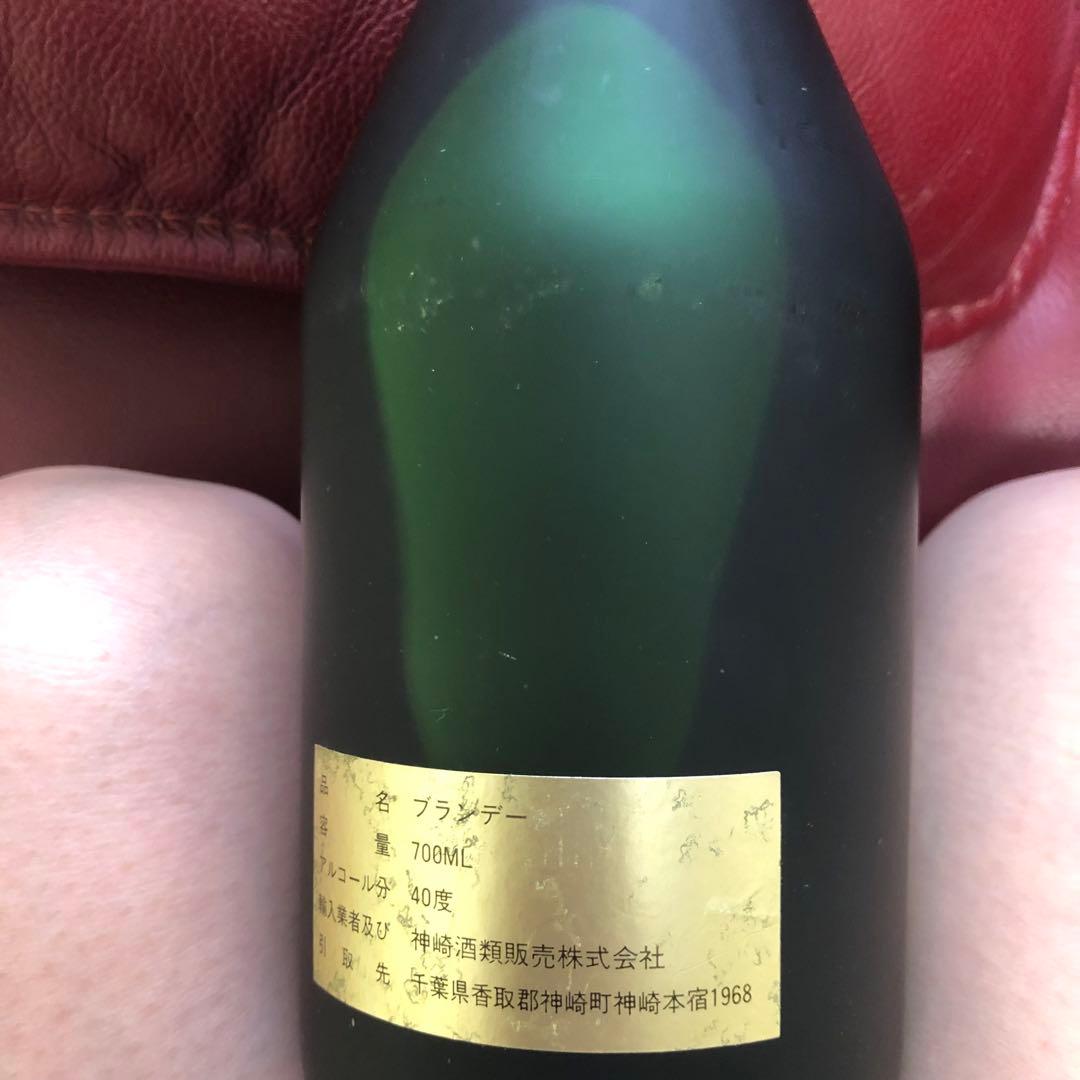 品名 ブランデー
容量 700ML
アルコール分 40度
輸入業者及び 神崎酒類販売株式会社
引取先 千葉県香取郡神崎町神崎本宿1968